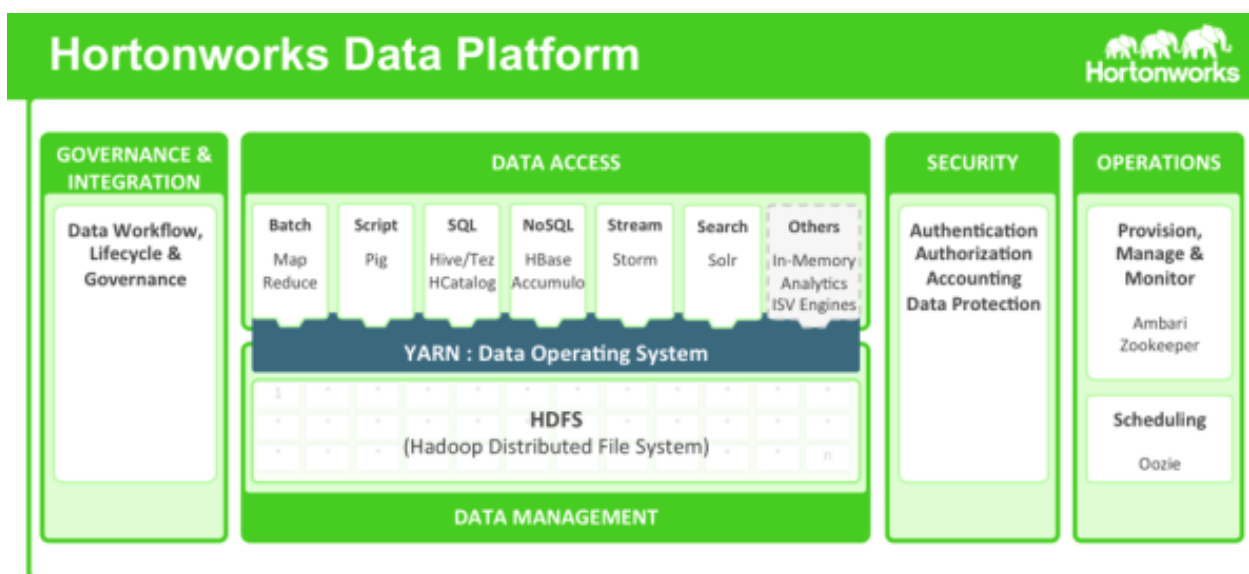 Hortonworks Data Platform
Hortonworks
GOVERNANCE &
INTEGRATION
Data Workflow,
Lifecycle &
Governance
DATA ACCESS
Batch
Map
Reduce
Script
Pig
SQL
Hive/Tez
HCatalog
NoSQL
HBase
Accumulo
Stream
Storm
Search
Solr
Others
In-Memory
Analytics
ISV Engines
YARN : Data Operating System
1
HDFS
(Hadoop Distributed File System)
n
DATA MANAGEMENT
SECURITY
Authentication
Authorization
Accounting
Data Protection
OPERATIONS
Provision,
Manage &
Monitor
Ambari
Zookeeper
Scheduling
Oozie